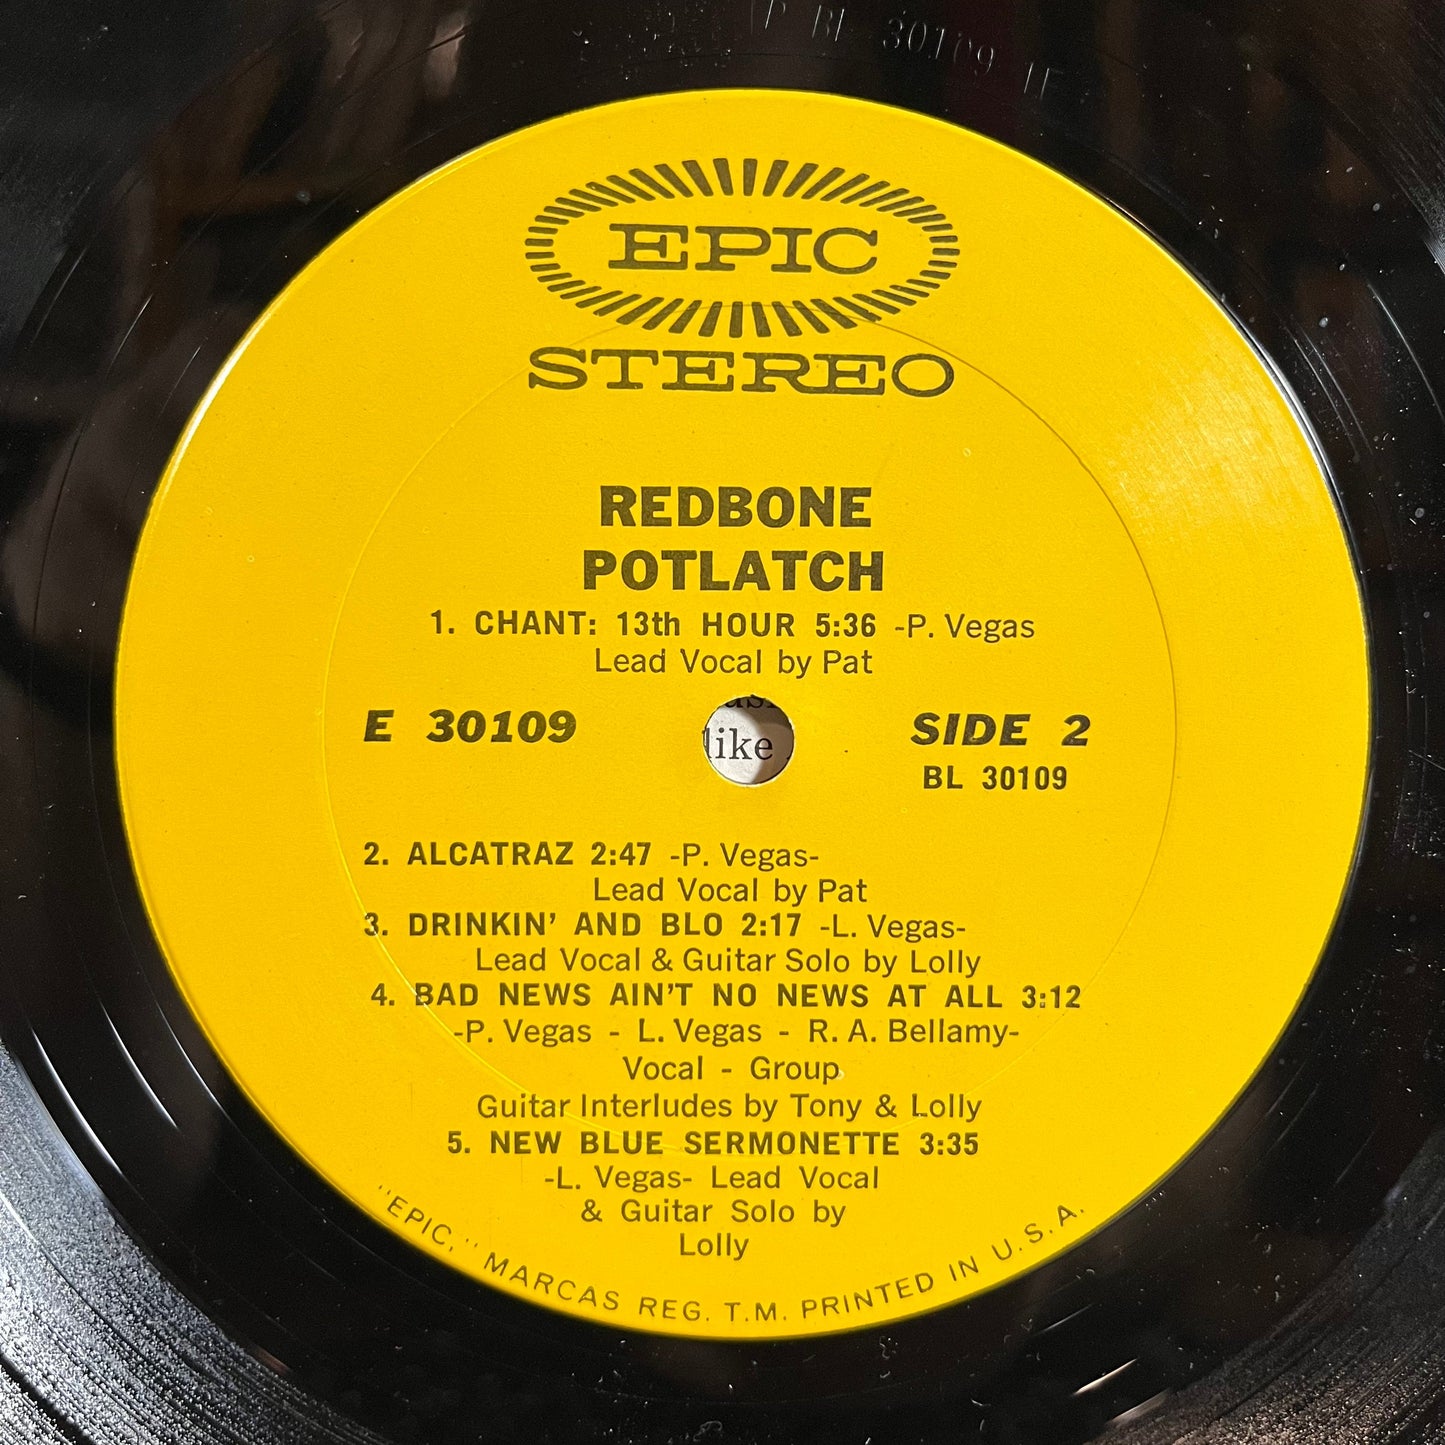 BL 30109 1F
EPIC
STEREO
REDBONE
POTLATCH
1. CHANT: 13th HOUR 5:36 -P. Vegas
Lead Vocal by Pat
E 30109
like
SIDE 2
BL 30109
2. ALCATRAZ 2:47 -P. Vegas-
Lead Vocal by Pat
3. DRINKIN' AND BLO 2:17 -L. Vegas-
Lead Vocal & Guitar Solo by Lolly
4. BAD NEWS AIN'T NO NEWS AT ALL 3:12
-P. Vegas - L. Vegas - R. A. Bellamy-
Vocal - Group
Guitar Interludes by Tony & Lolly
5. NEW BLUE SERMONETTE 3:35
-L. Vegas- Lead Vocal
& Guitar Solo by
Lolly
"EPIC," MARCAS REG. T.M. PRINTED IN U.S.A.